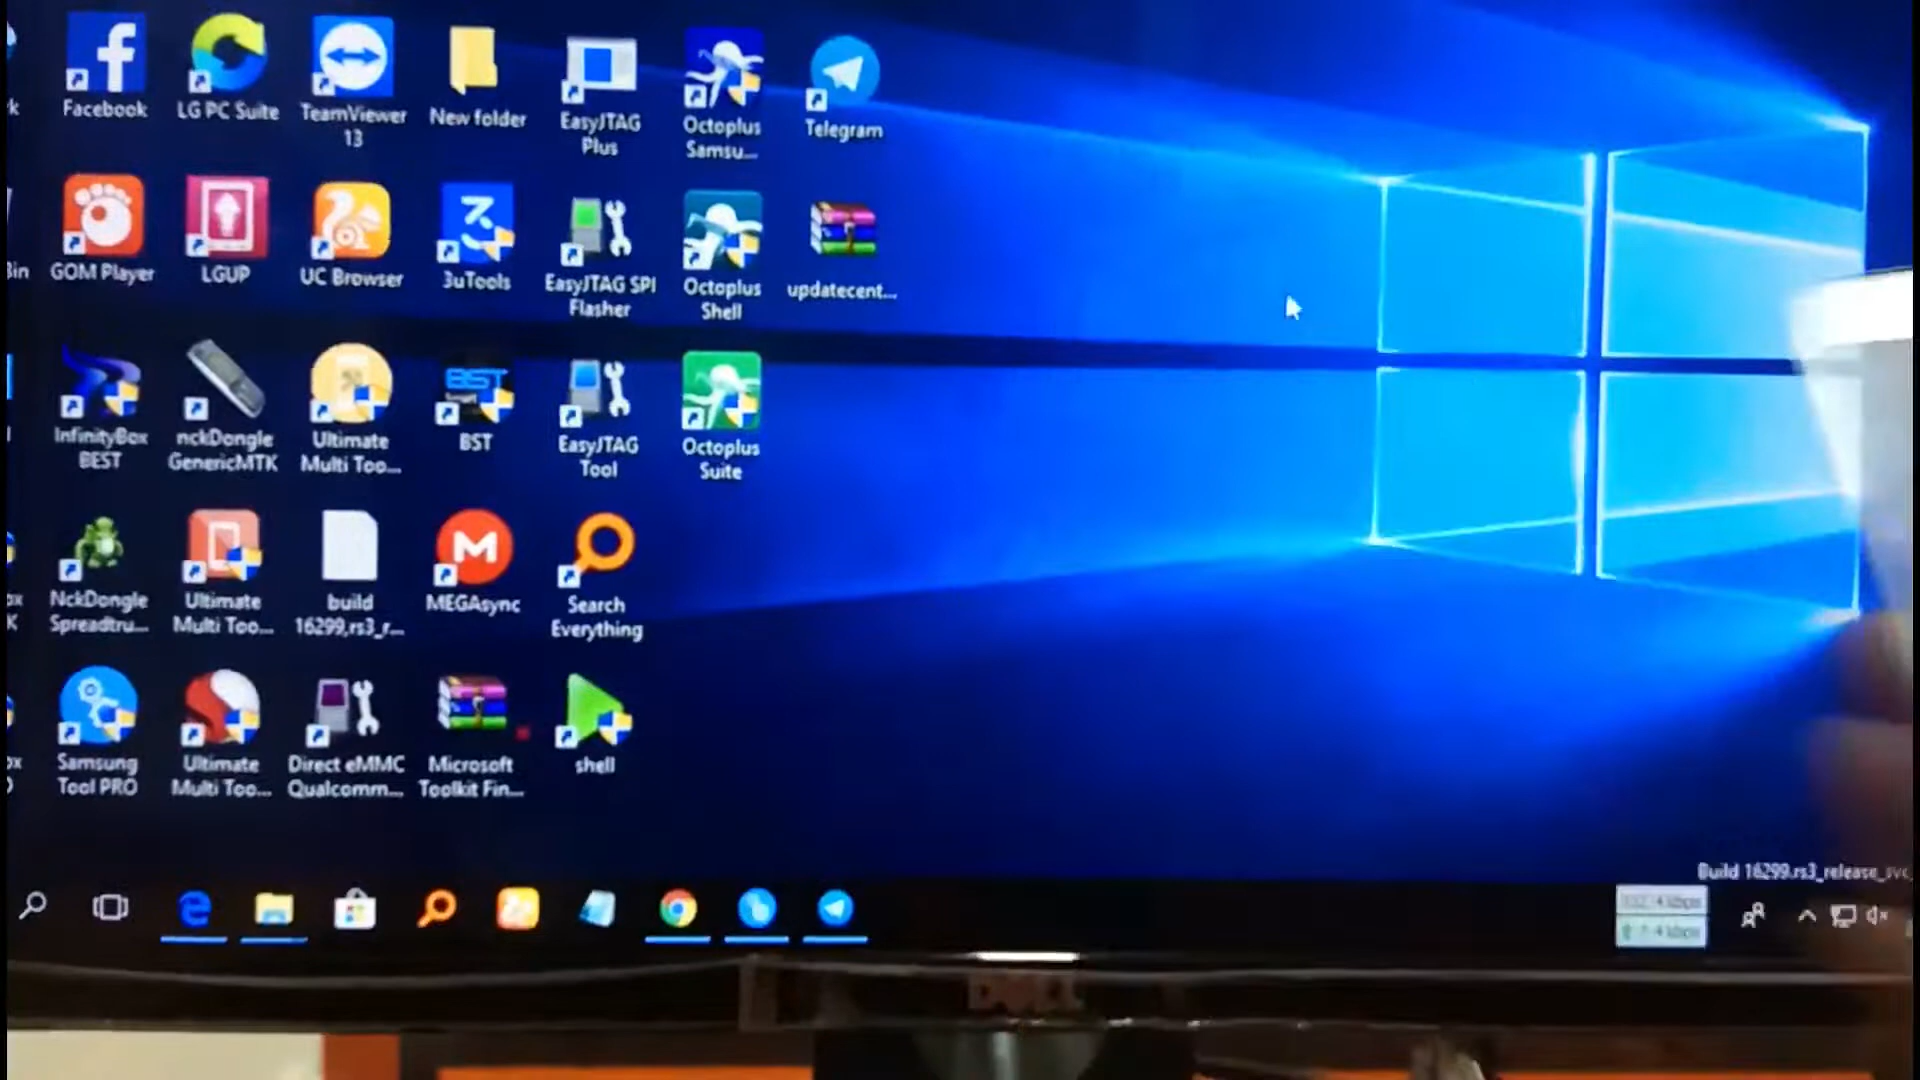 Facebook
LG PC Suite
TeamViewer
13
New folder
EasyJTAG
Plus
Octoplus
Samsu...
Telegram
GOM Player
LGUP
UC Browser
3uTools
EasyJTAG SPI
Flasher
Octoplus
Shell
updatecent...
InfinityBox
BEST
nckDongle
GenericMTK
Ultimate
Multi Too...
BST
BST
EasyJTAG
Tool
Octoplus
Suite
NckDongle
Spreadtru...
Ultimate
Multi Too...
build
16299,rs3_r...
MEGAsync
Search
Everything
Samsung
Tool PRO
Ultimate
Multi Too...
Direct eMMC
Qualcomm...
Microsoft
Toolkit Fin...
shell
Build 16299.rs3_release_svc
kbps
kbps